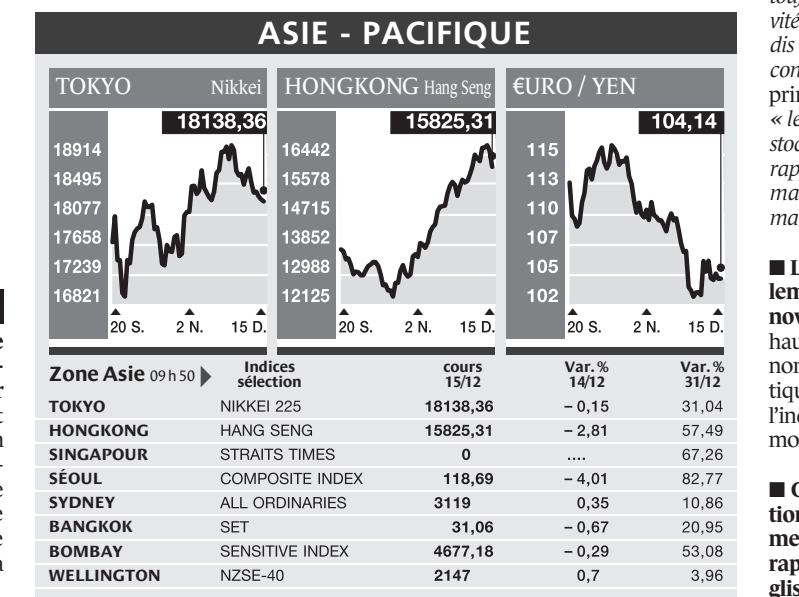 ASIE - PACIFIQUE
TOKYO Nikkei
18138,36
18914
18495
18077
17658
17239
16821
20 S. 2 N. 15 D.
HONGKONG Hang Seng
15825,31
16442
15578
14715
13852
12988
12125
20 S. 2 N. 15 D.
€URO / YEN
104,14
115
113
110
107
105
102
20 S. 2 N. 15 D.
Zone Asie 09 h 50 Indices sélection cours 15/12 Var. % 14/12 Var. % 31/12
TOKYO NIKKEI 225 18138,36 – 0,15 31,04
HONGKONG HANG SENG 15825,31 – 2,81 57,49
SINGAPOUR STRAITS TIMES 0 .... 67,26
SÉOUL COMPOSITE INDEX 118,69 – 4,01 82,77
SYDNEY ALL ORDINARIES 3119 0,35 10,86
BANGKOK SET 31,06 – 0,67 20,95
BOMBAY SENSITIVE INDEX 4677,18 – 0,29 53,08
WELLINGTON NZSE-40 2147 0,7 3,96